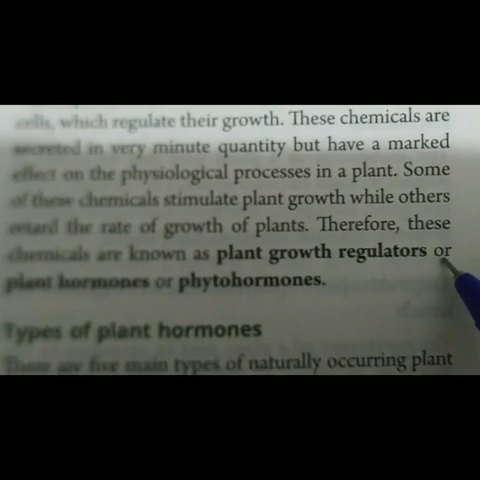 cells, which regulate their growth. These chemicals are
secreted in very minute quantity but have a marked
effect on the physiological processes in a plant. Some
of these chemicals stimulate plant growth while others
retard the rate of growth of plants. Therefore, these
chemicals are known as plant growth regulators or
plant hormones or phytohormones.
Types of plant hormones
There are five main types of naturally occurring plant